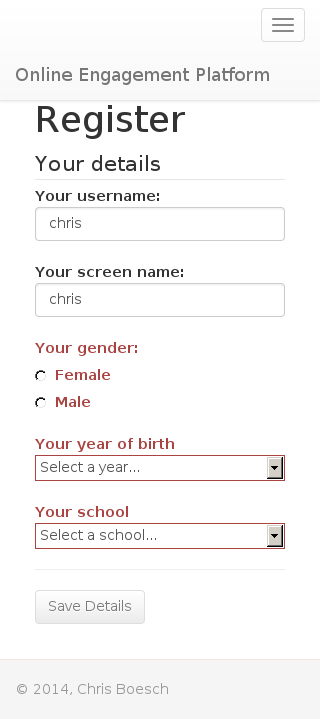 Online Engagement Platform
Register
Your details
Your username:
chris
Your screen name:
chris
Your gender:
Female
Male
Your year of birth
Select a year...
Your school
Select a school...
Save Details
© 2014, Chris Boesch